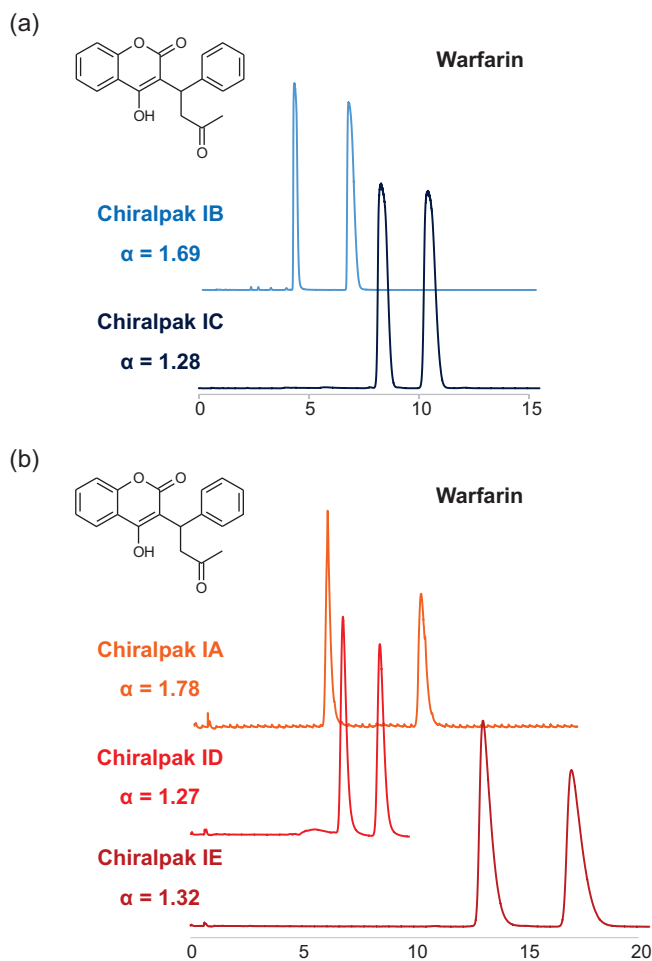 (a)
O
O
OH
O
Warfarin
Chiralpak IB
α = 1.69
Chiralpak IC
α = 1.28
0 5 10 15
(b)
O
O
OH
O
Warfarin
Chiralpak IA
α = 1.78
Chiralpak ID
α = 1.27
Chiralpak IE
α = 1.32
0 5 10 15 20